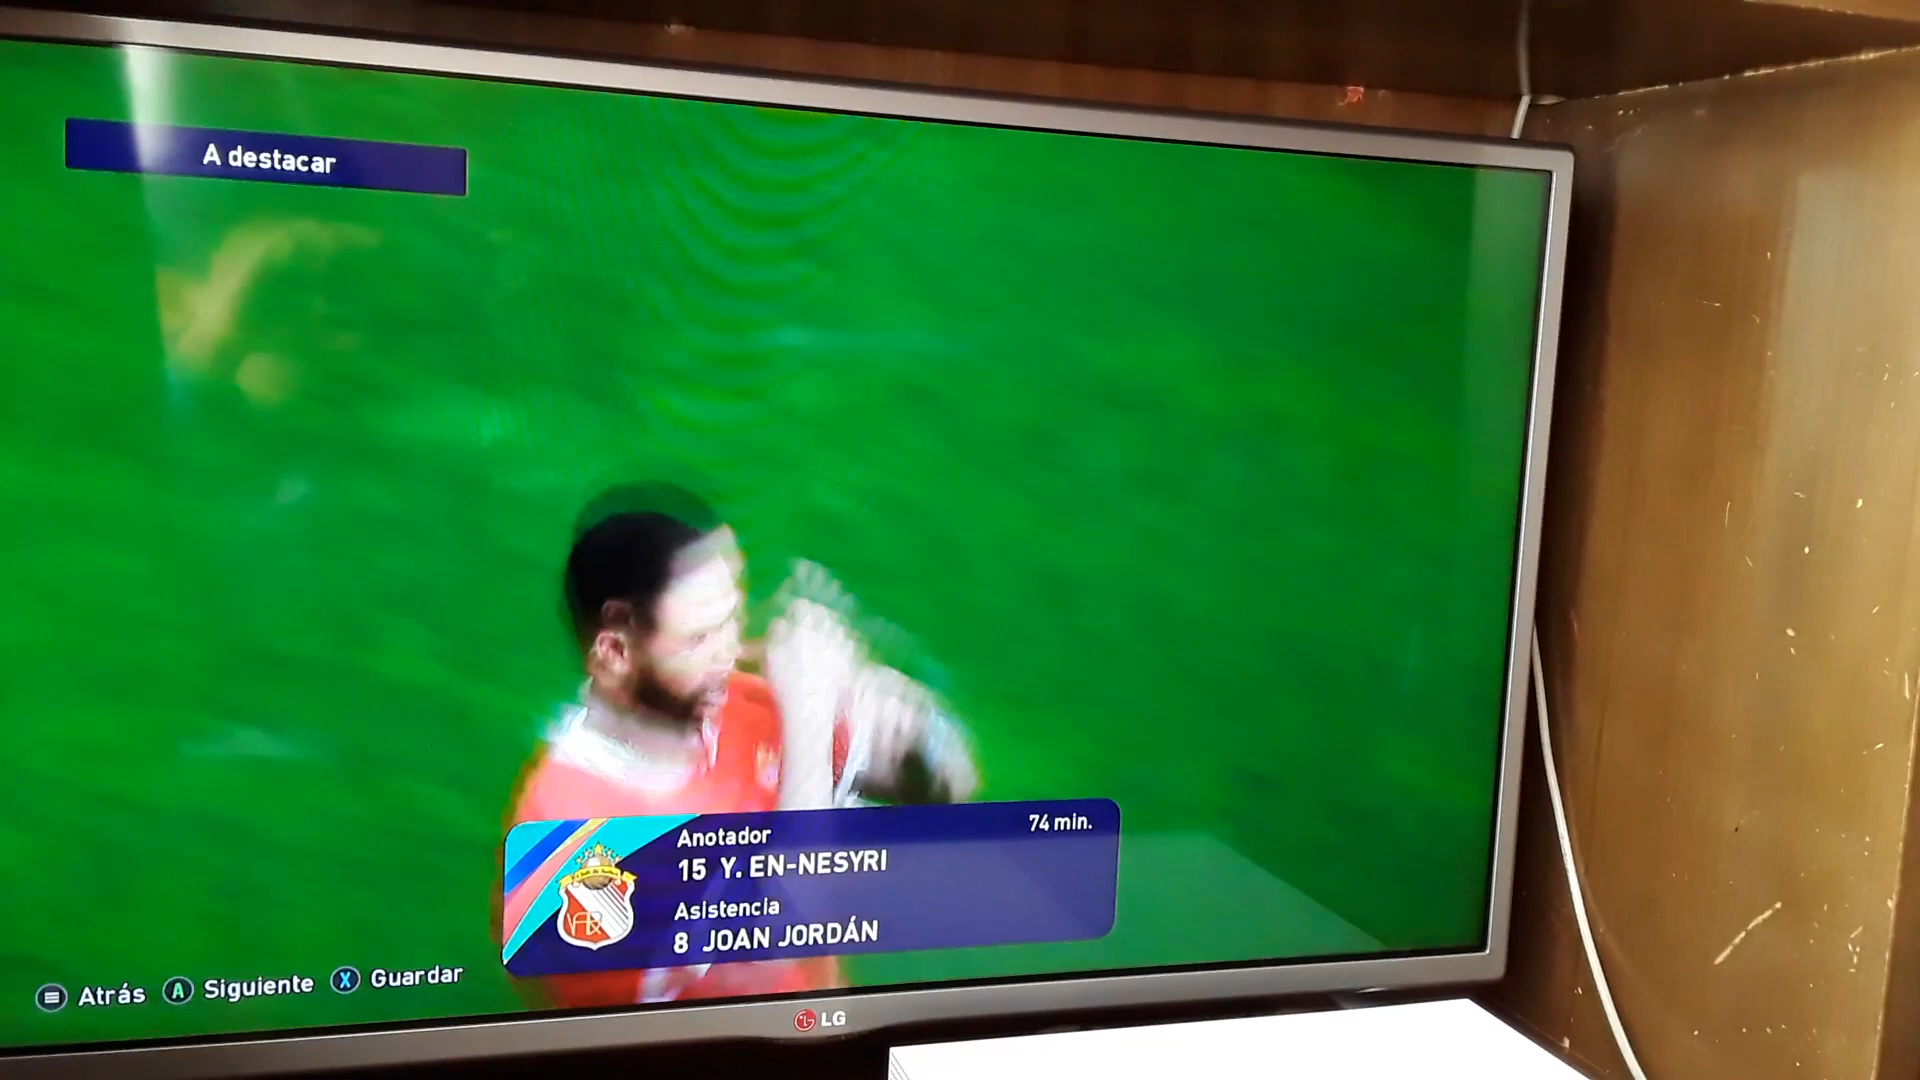 A destacar
Anotador
74 min.
15 Y. EN-NESYRI
Asistencia
8 JOAN JORDÁN
Atrás A Siguiente X Guardar
LG